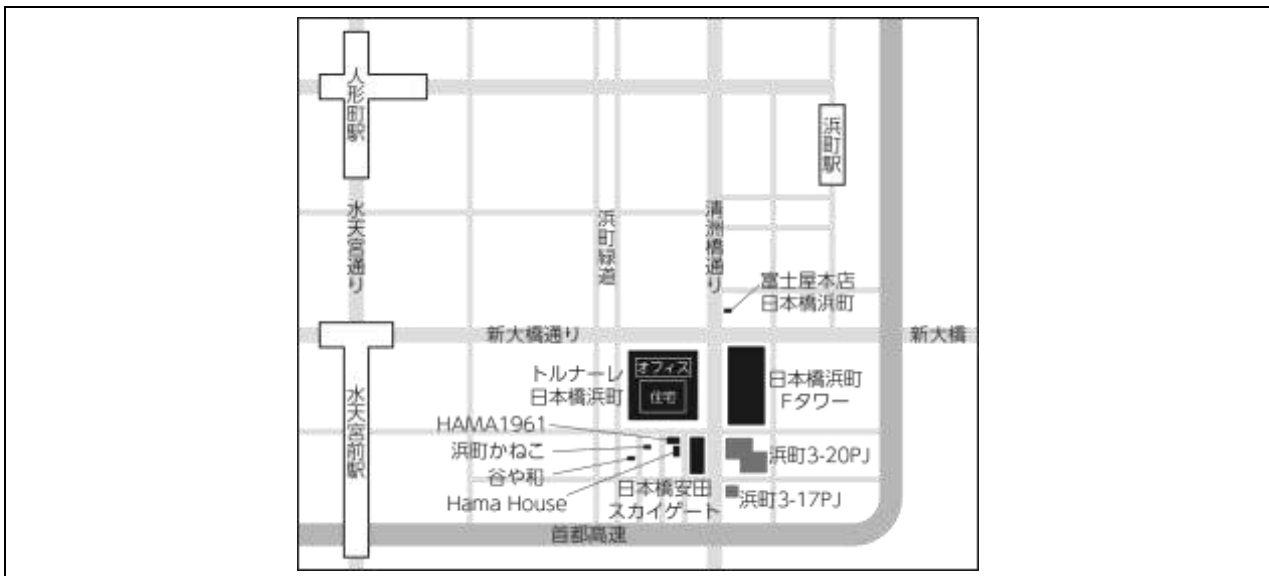 人形町駅
浜町駅
水天宮通り
浜町緑道
清洲橋通り
富士屋本店
日本橋浜町
新大橋通り
新大橋
オフィス
住宅
トルナーレ
日本橋浜町
日本橋浜町
Fタワー
水天宮前駅
HAMA1961
浜町かねこ
谷や和
Hama House
日本橋安田
スカイゲート
浜町3-20PJ
浜町3-17PJ
首都高速